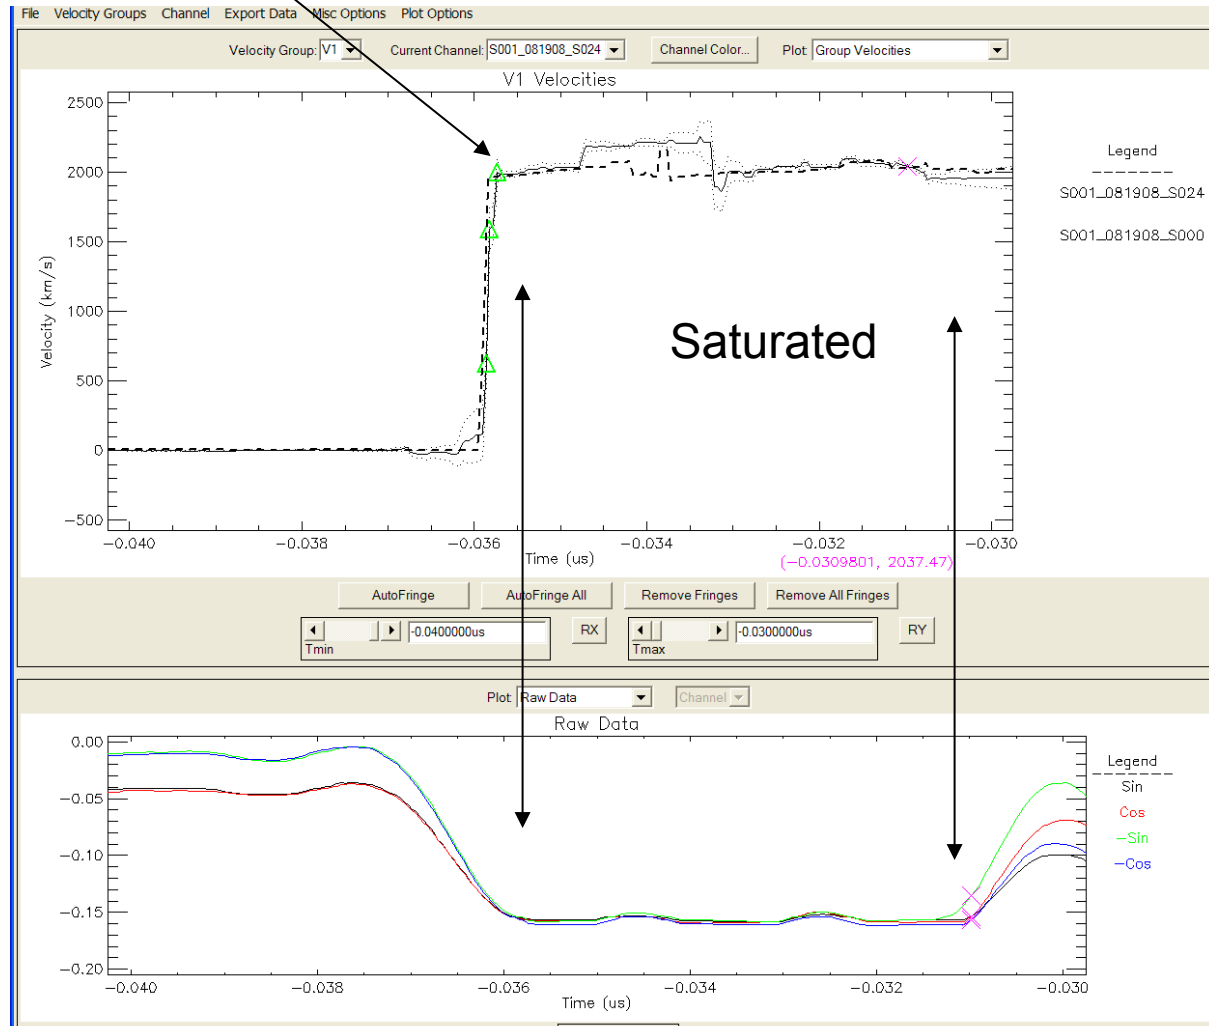 File Velocity Groups Channel Export Data Misc Options Plot Options
Velocity Group: V1 Current Channel: S001_081908_S024 Channel Color... Plot: Group Velocities
V1 Velocities
2500
2000
1500
1000
500
0
−500
Velocity (km/s)
Saturated
Legend
S001_081908_S024
S001_081908_S000
−0.040 −0.038 −0.036 −0.034 −0.032 −0.030
Time (us)
(−0.0309801, 2037.47)
AutoFringe AutoFringe All Remove Fringes Remove All Fringes
-0.0400000us RX -0.0300000us RY
Tmin Tmax
Plot: Raw Data Channel
Raw Data
0.00
−0.05
−0.10
−0.15
−0.20
Legend
Sin
Cos
−Sin
−Cos
−0.040 −0.038 −0.036 −0.034 −0.032 −0.030
Time (us)